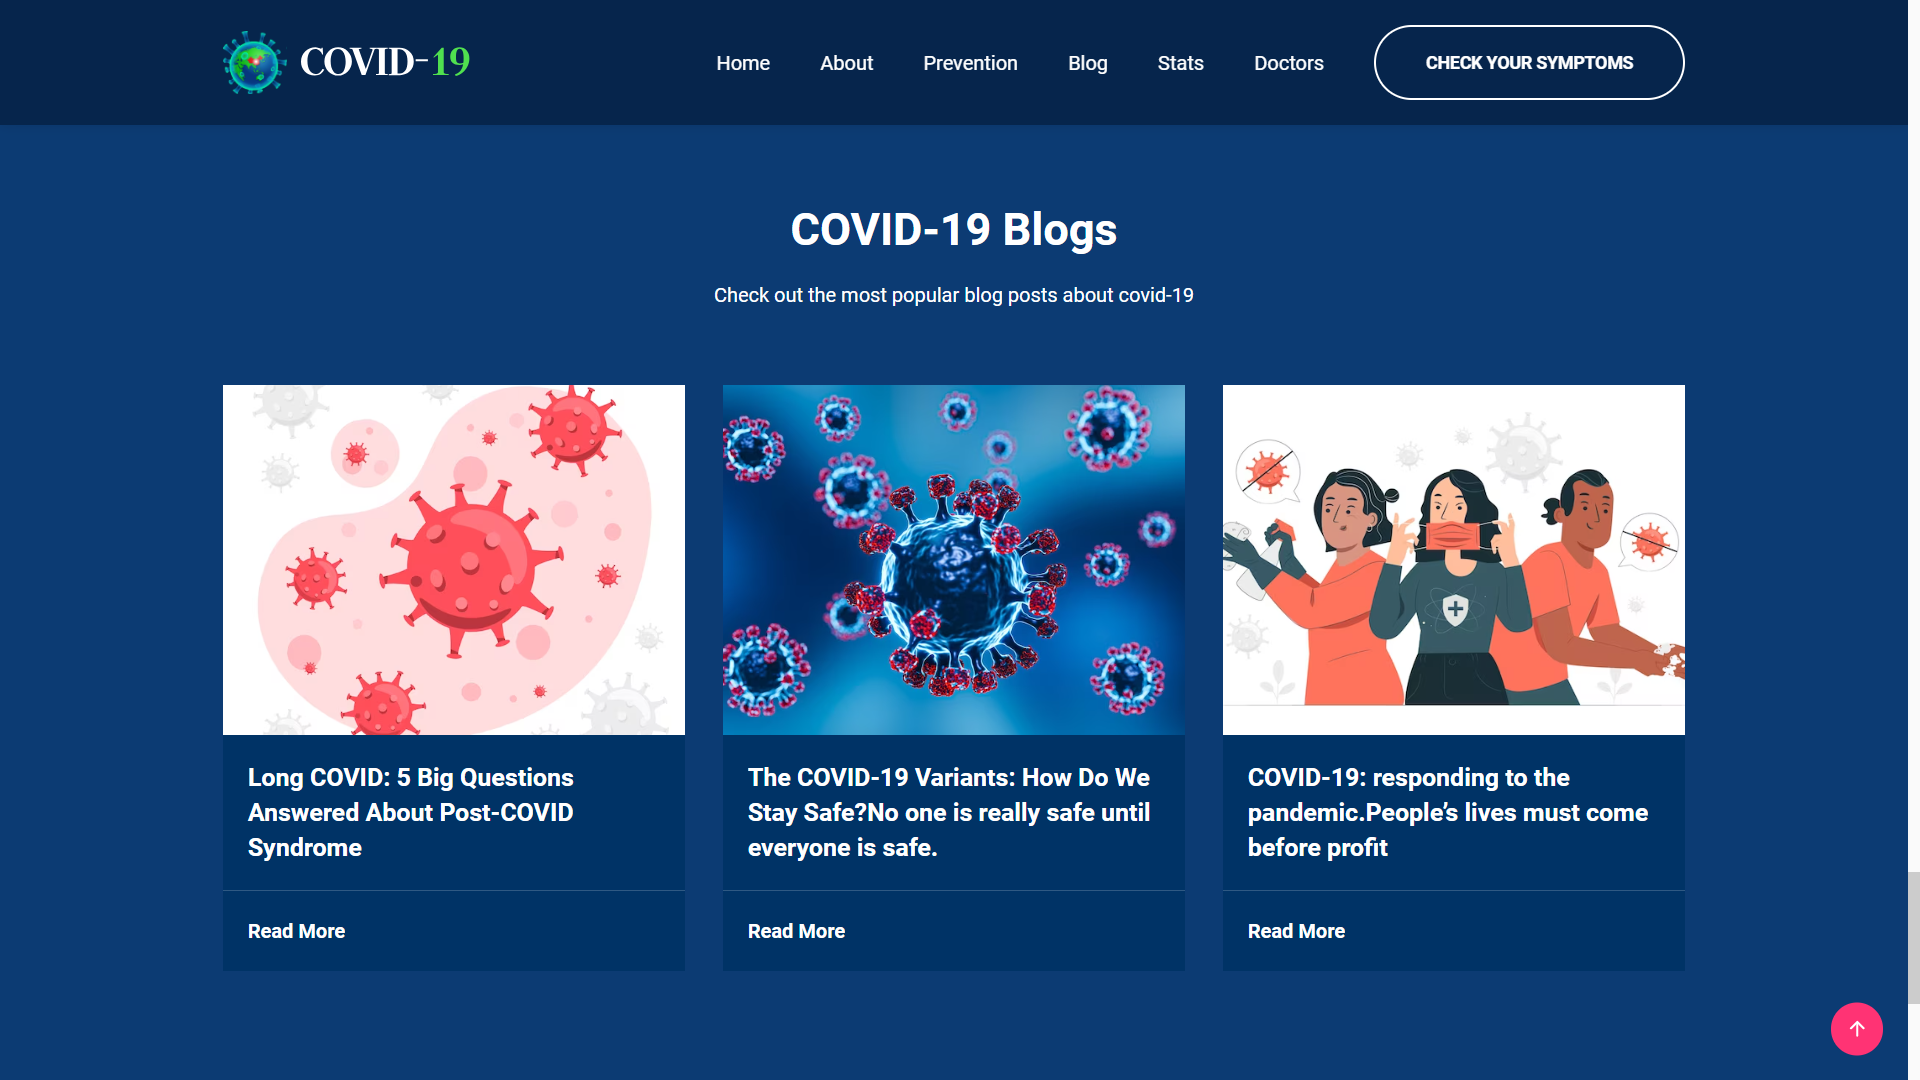 COVID-19
Home
About
Prevention
Blog
Stats
Doctors
CHECK YOUR SYMPTOMS
COVID-19 Blogs
Check out the most popular blog posts about covid-19
Long COVID: 5 Big Questions
Answered About Post-COVID
Syndrome
Read More
The COVID-19 Variants: How Do We
Stay Safe?No one is really safe until
everyone is safe.
Read More
COVID-19: responding to the
pandemic.People’s lives must come
before profit
Read More